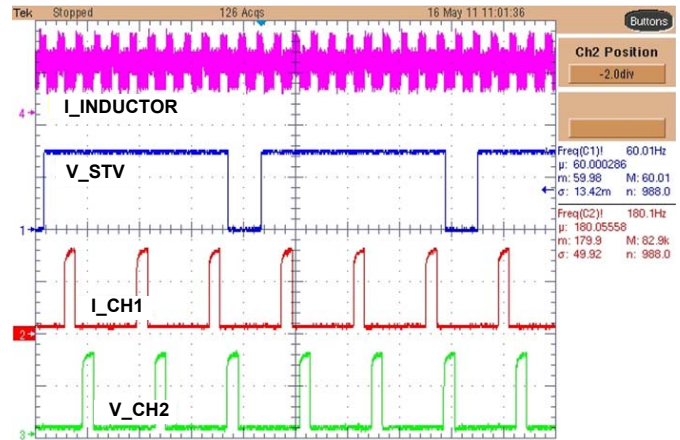 Tek Stopped 126 Acqs 16 May 11 11:01:36
Buttons
Ch2 Position
-2.0div
I_INDUCTOR
4
Freq(C1)! 60.01Hz
µ: 60.000286
m: 59.98 M: 60.01
σ: 13.42m n: 988.0
V_STV
1
Freq(C2)! 180.1Hz
µ: 180.05558
m: 179.9 M: 82.9k
σ: 49.92 n: 988.0
I_CH1
2
V_CH2
3